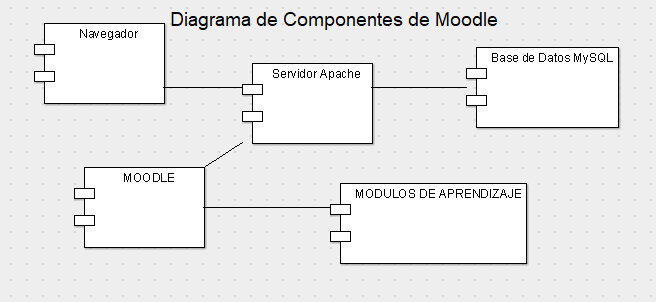 Diagrama de Componentes de Moodle
Navegador
Servidor Apache
Base de Datos MySQL
MOODLE
MODULOS DE APRENDIZAJE